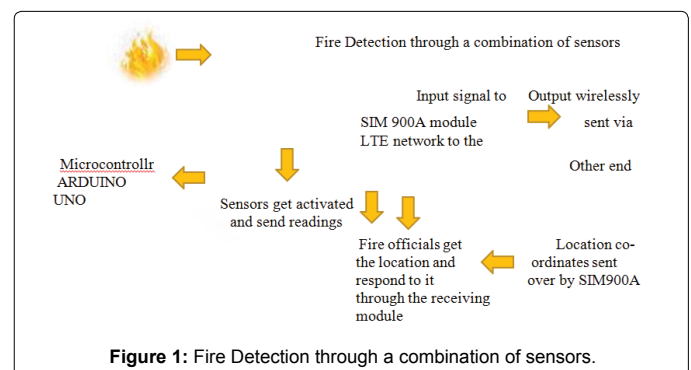 Fire Detection through a combination of sensors
Input signal to Output wirelessly
SIM 900A module sent via
LTE network to the
Other end
Microcontrollr
ARDUINO
UNO
Sensors get activated
and send readings
Fire officials get
the location and
respond to it
through the receiving
module
Location co-
ordinates sent
over by SIM900A
Figure 1: Fire Detection through a combination of sensors.